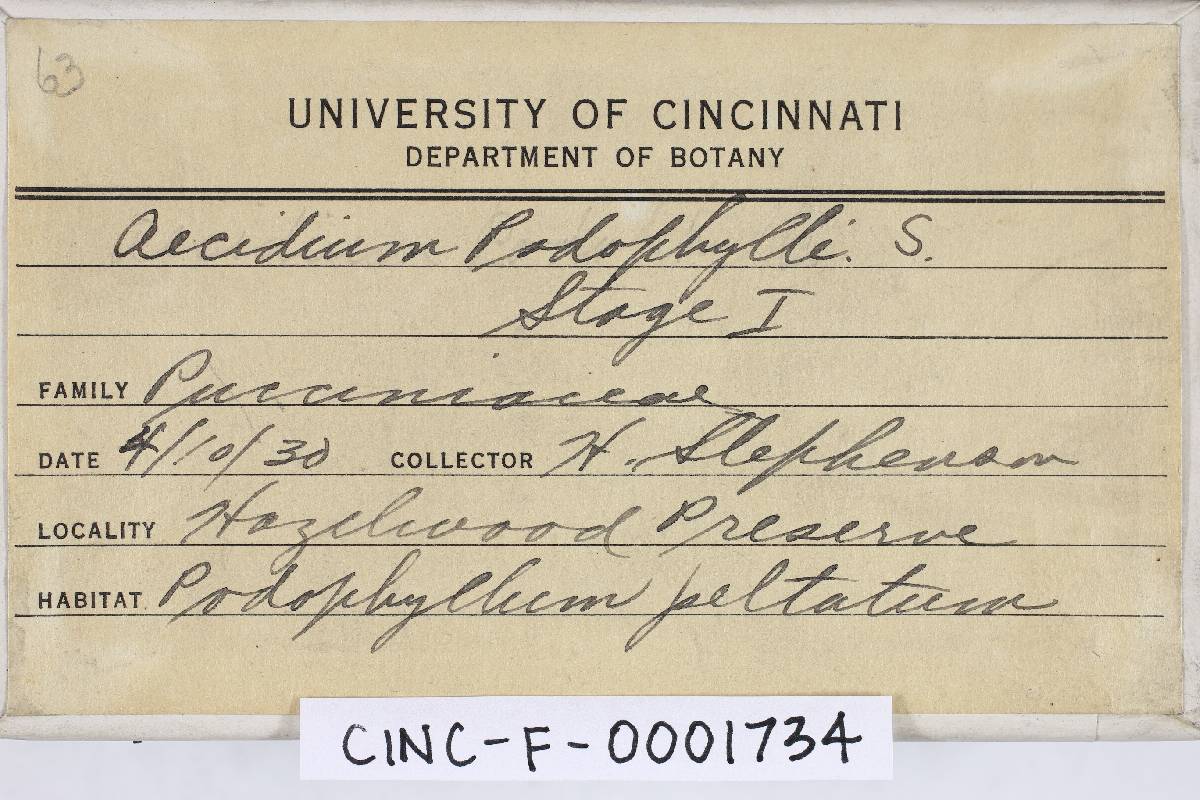 63
UNIVERSITY OF CINCINNATI
DEPARTMENT OF BOTANY
Aecidium Podophylli. S.
Stage I
FAMILY Pucciniaceae
DATE 4/10/30 COLLECTOR H. Stephenson
LOCALITY Hazelwood Preserve
HABITAT Podophyllum peltatum
CINC-F-0001734